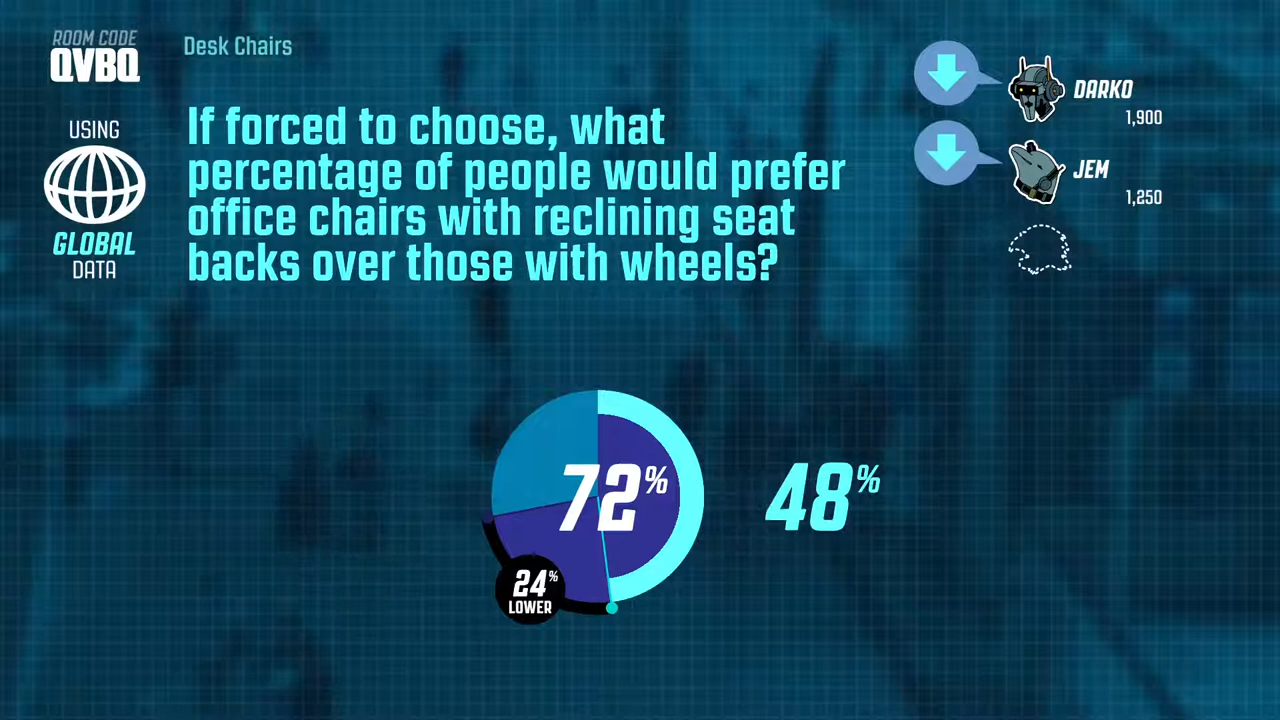 ROOM CODE
QVBQ
Desk Chairs
USING
GLOBAL
DATA
If forced to choose, what
percentage of people would prefer
office chairs with reclining seat
backs over those with wheels?
DARKO
1,900
JEM
1,250
72%
48%
24%
LOWER